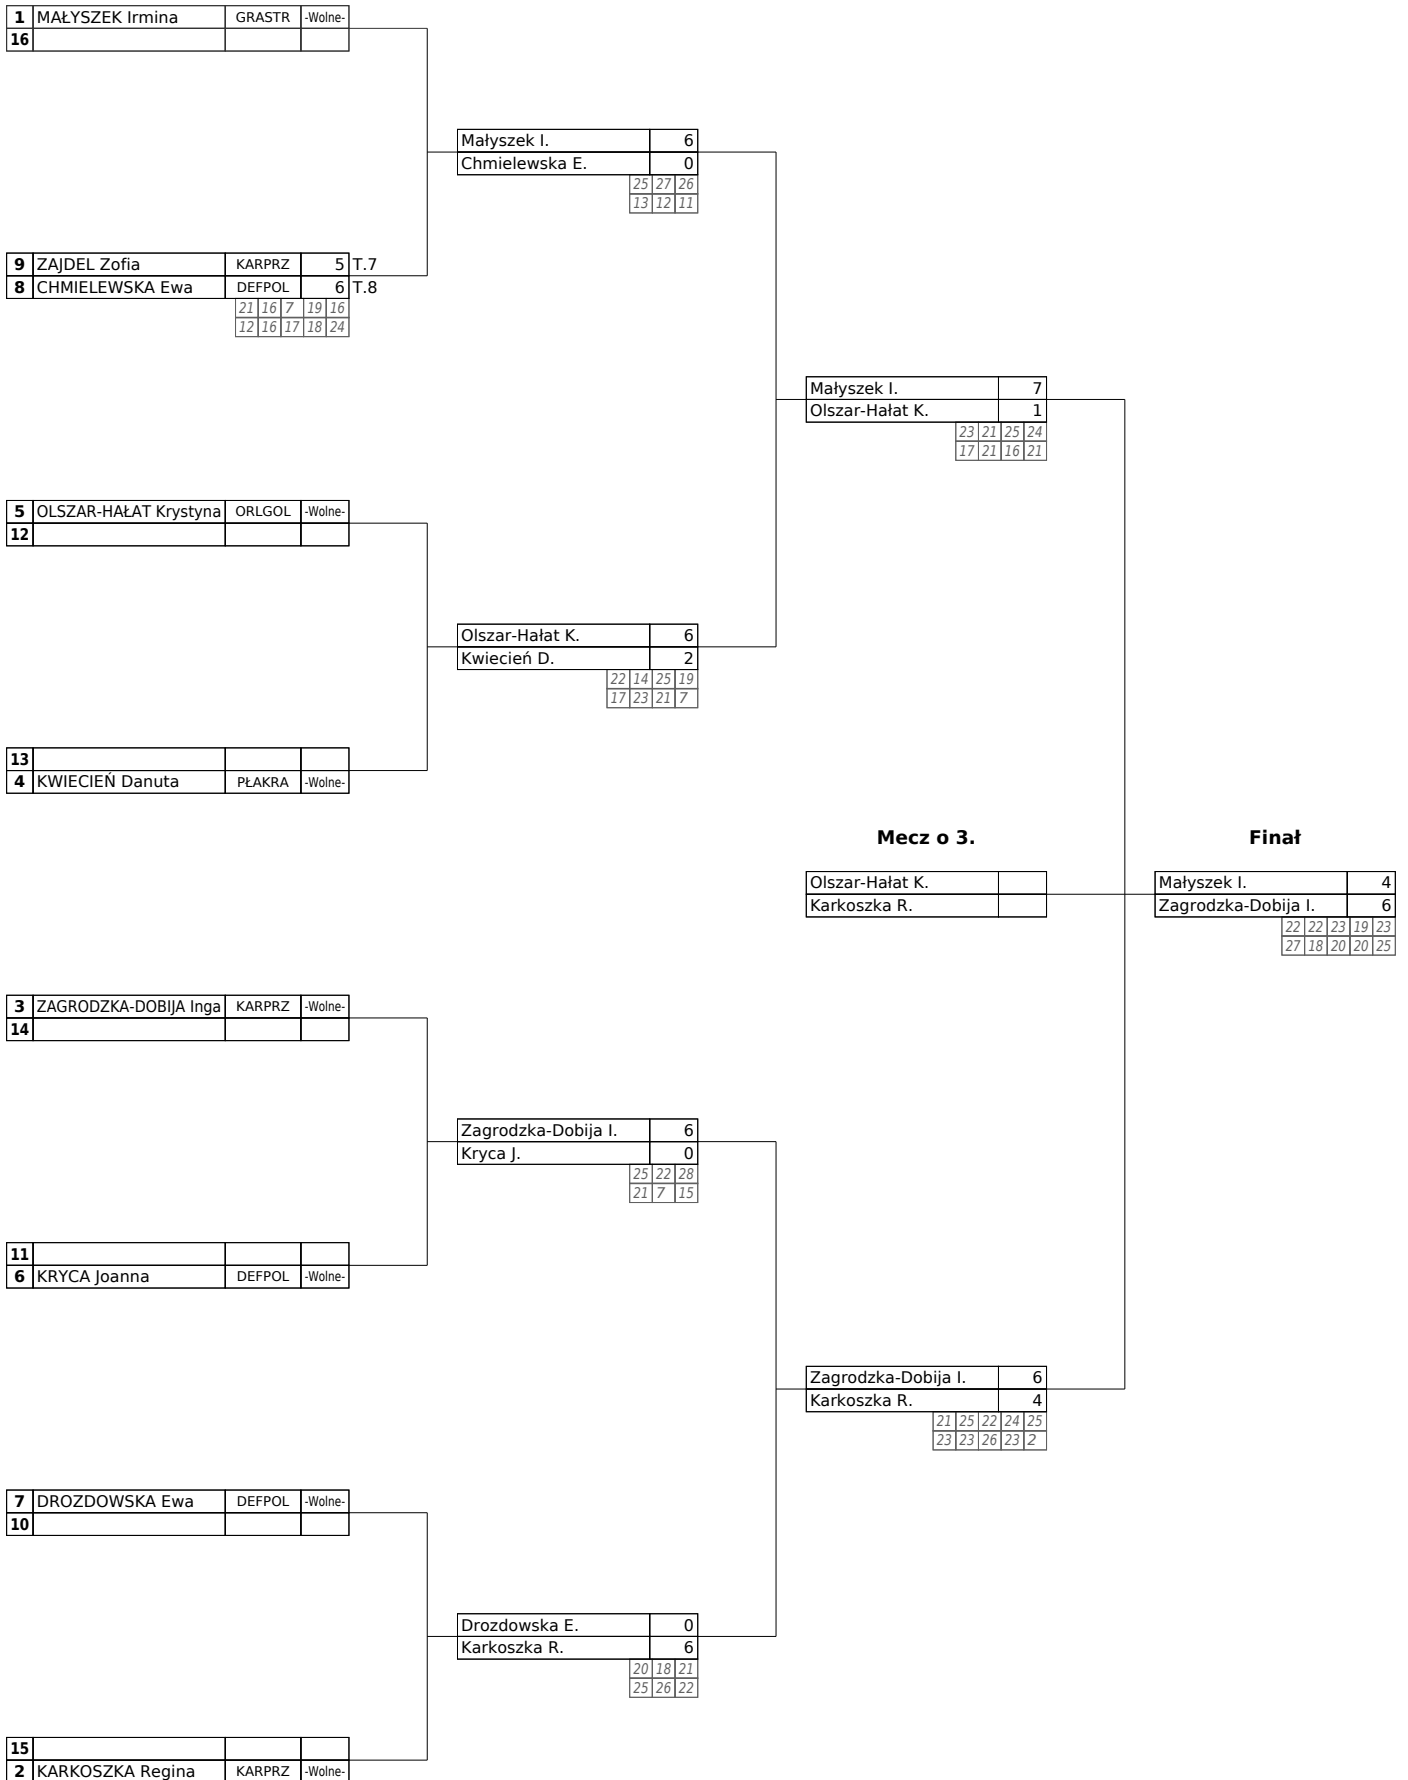 1 MAŁYSZEK Irmina GRASTR -Wolne-
16
Małyszek I. 6
Chmielewska E. 0
25 27 26
13 12 11
9 ZAJDEL Zofia KARPRZ 5 T.7
8 CHMIELEWSKA Ewa DEFPOL 6 T.8
21 16 7 19 16
12 16 17 18 24
Małyszek I. 7
Olszar-Hałat K. 1
23 21 25 24
17 21 16 21
5 OLSZAR-HAŁAT Krystyna ORLGOL -Wolne-
12
Olszar-Hałat K. 6
Kwiecień D. 2
22 14 25 19
17 23 21 7
13
4 KWIECIEŃ Danuta PŁAKRA -Wolne-
Mecz o 3. Finał
Olszar-Hałat K. Małyszek I. 4
Karkoszka R. Zagrodzka-Dobija I. 6
22 22 23 19 23
27 18 20 20 25
3 ZAGRODZKA-DOBIJA Inga KARPRZ -Wolne-
14
Zagrodzka-Dobija I. 6
Kryca J. 0
25 22 28
21 7 15
11
6 KRYCA Joanna DEFPOL -Wolne-
Zagrodzka-Dobija I. 6
Karkoszka R. 4
21 25 22 24 25
23 23 26 23 2
7 DROZDOWSKA Ewa DEFPOL -Wolne-
10
Drozdowska E. 0
Karkoszka R. 6
20 18 21
25 26 22
15
2 KARKOSZKA Regina KARPRZ -Wolne-